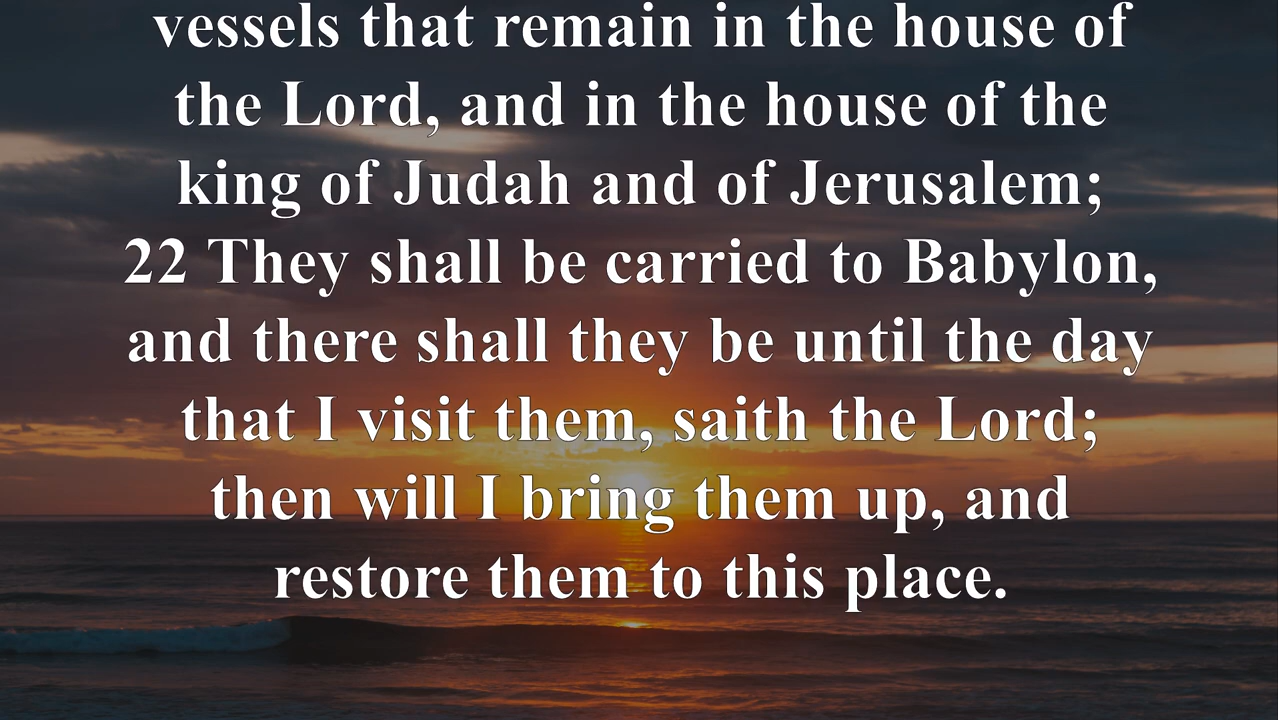 vessels that remain in the house of
the Lord, and in the house of the
king of Judah and of Jerusalem;
22 They shall be carried to Babylon,
and there shall they be until the day
that I visit them, saith the Lord;
then will I bring them up, and
restore them to this place.